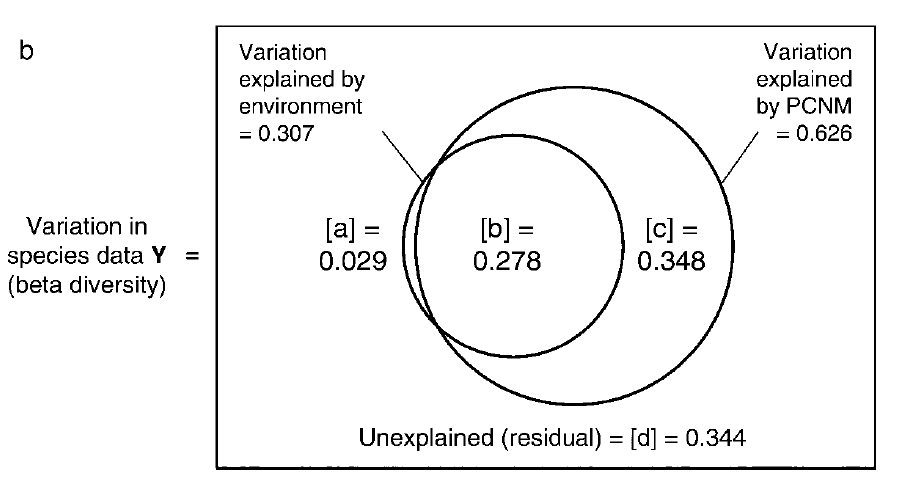 b
Variation
explained by
environment
= 0.307
Variation
explained
by PCNM
= 0.626
Variation in
species data Y =
(beta diversity)
[a] =
0.029
[b] =
0.278
[c] =
0.348
Unexplained (residual) = [d] = 0.344